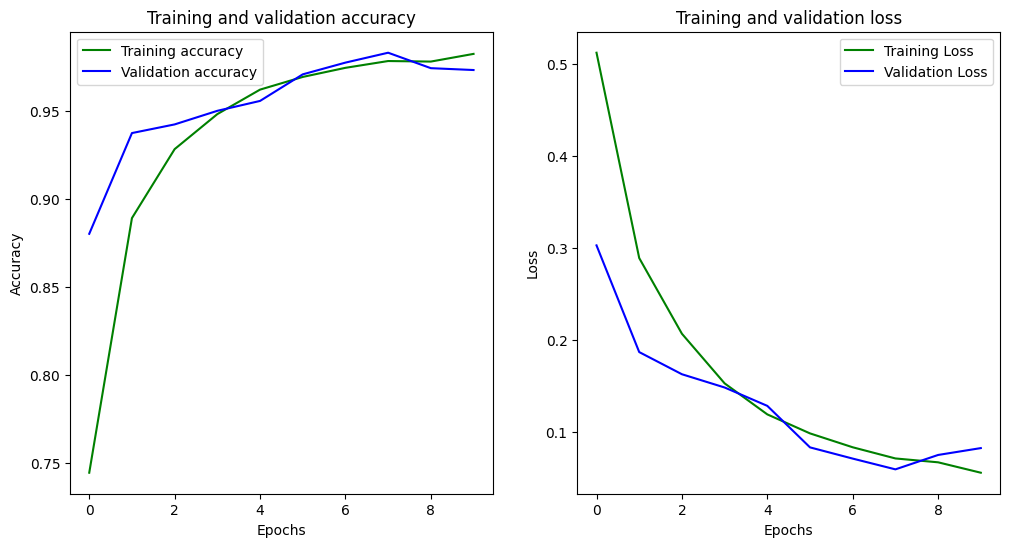 Training and validation accuracy
Training accuracy
Validation accuracy
0.95
0.90
0.85
0.80
0.75
Accuracy
0
2
4
6
8
Epochs
Training and validation loss
Training Loss
Validation Loss
0.5
0.4
0.3
0.2
0.1
Loss
0
2
4
6
8
Epochs